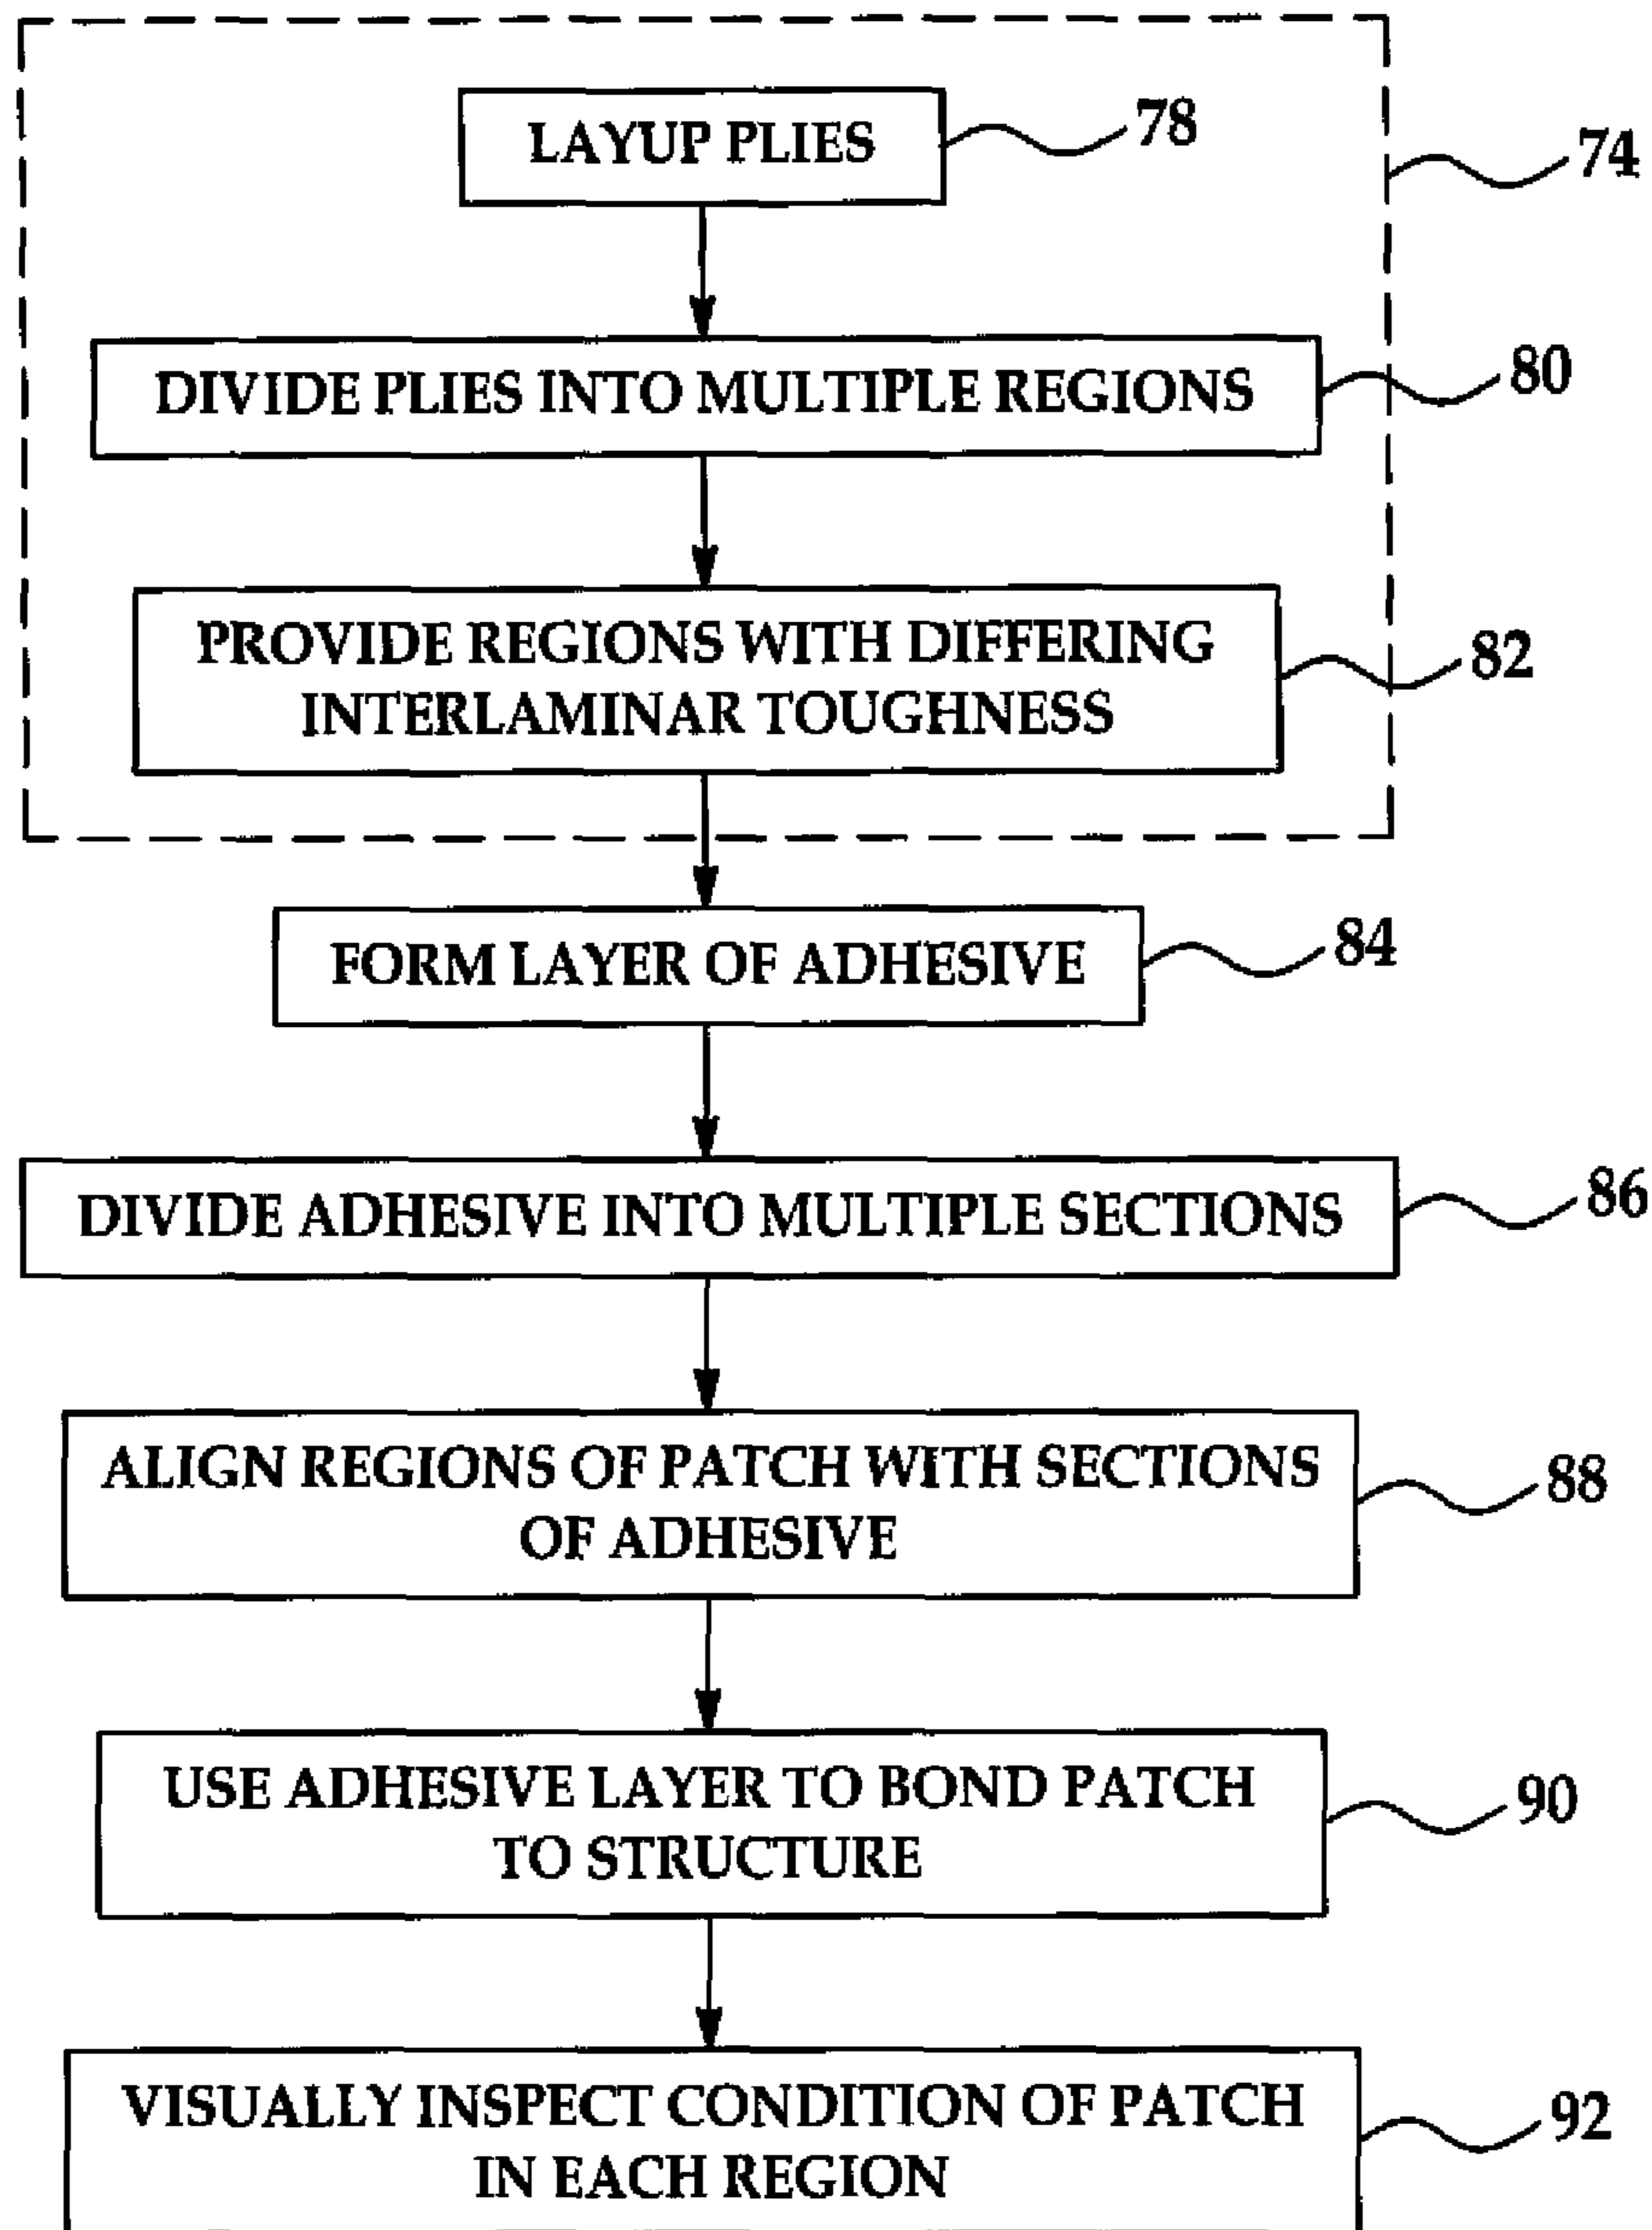 LAYUP PLIES
78
74
DIVIDE PLIES INTO MULTIPLE REGIONS
80
PROVIDE REGIONS WITH DIFFERING
INTERLAMINAR TOUGHNESS
82
FORM LAYER OF ADHESIVE
84
DIVIDE ADHESIVE INTO MULTIPLE SECTIONS
86
ALIGN REGIONS OF PATCH WITH SECTIONS
OF ADHESIVE
88
USE ADHESIVE LAYER TO BOND PATCH
TO STRUCTURE
90
VISUALLY INSPECT CONDITION OF PATCH
IN EACH REGION
92